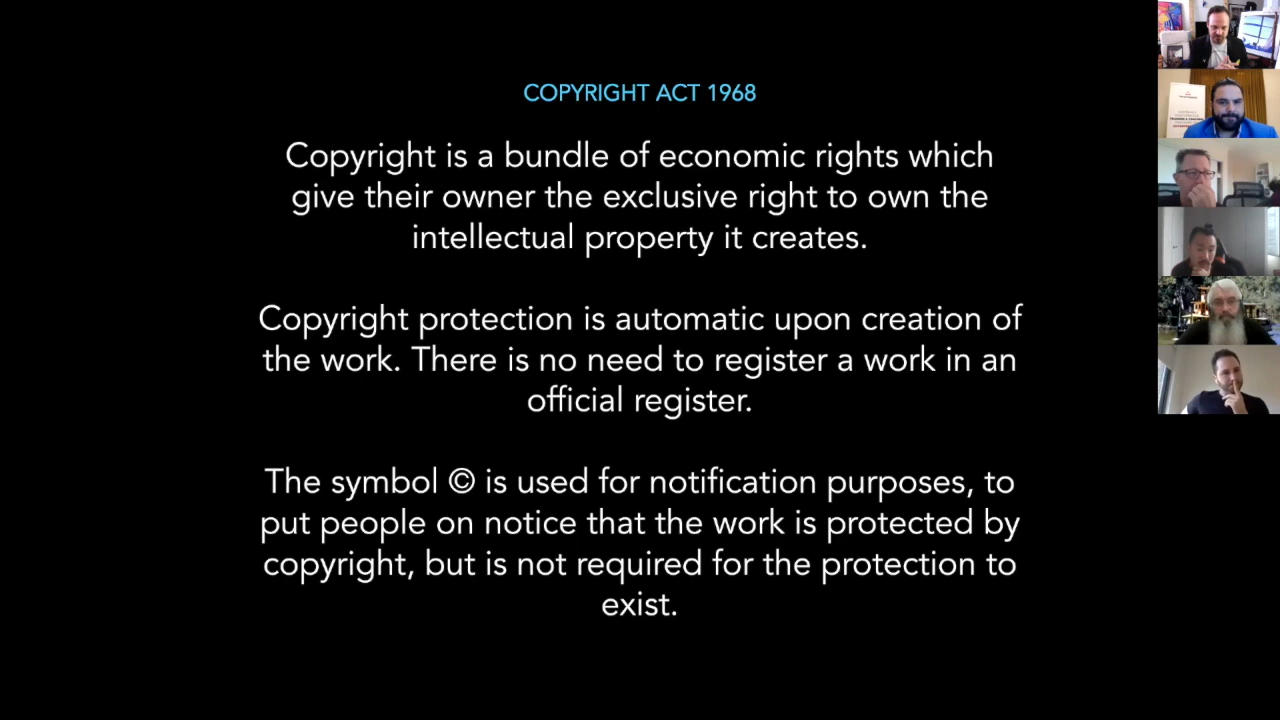 COPYRIGHT ACT 1968
Copyright is a bundle of economic rights which
give their owner the exclusive right to own the
intellectual property it creates.
Copyright protection is automatic upon creation of
the work. There is no need to register a work in an
official register.
The symbol © is used for notification purposes, to
put people on notice that the work is protected by
copyright, but is not required for the protection to
exist.